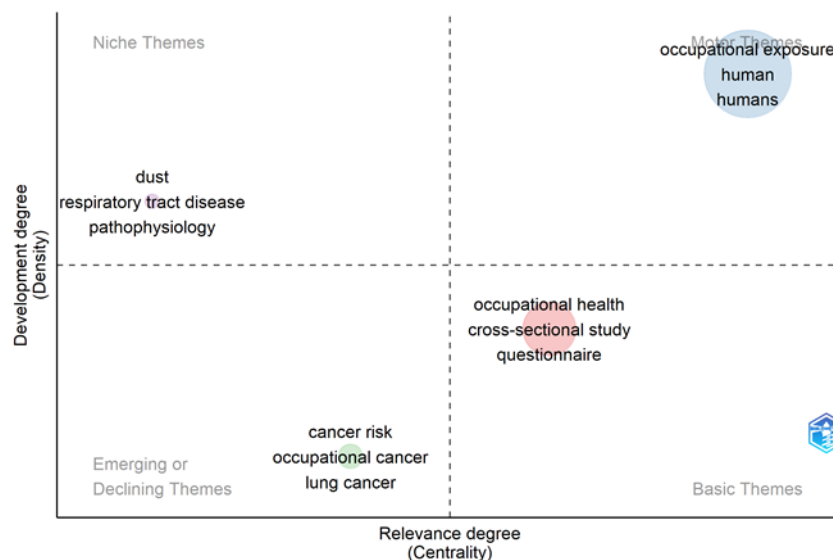 Niche Themes
Motor Themes
occupational exposure
human
humans
dust
respiratory tract disease
pathophysiology
Development degree
(Density)
occupational health
cross-sectional study
questionnaire
cancer risk
occupational cancer
lung cancer
Emerging or
Declining Themes
Basic Themes
Relevance degree
(Centrality)